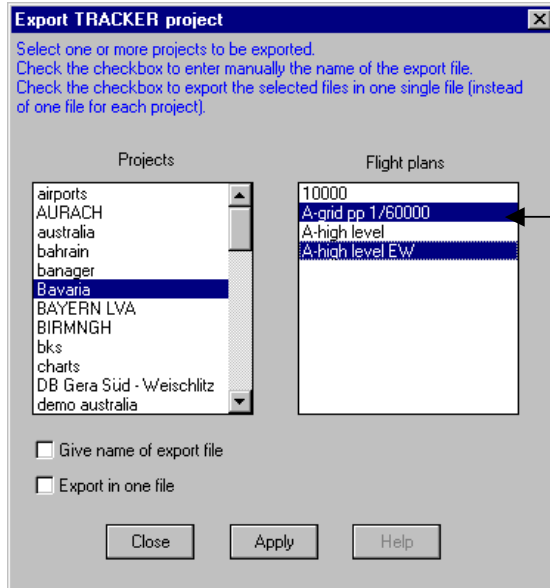 Export TRACKER project
Select one or more projects to be exported.
Check the checkbox to enter manually the name of the export file.
Check the checkbox to export the selected files in one single file (instead
of one file for each project).
Projects
airports
AURACH
australia
bahrain
banager
Bavaria
BAYERN LVA
BIRMNGH
bks
charts
DB Gera Süd - Weischlitz
demo australia
Flight plans
10000
A-grid pp 1/60000
A-high level
A-high level EW
Give name of export file
Export in one file
Close
Apply
Help